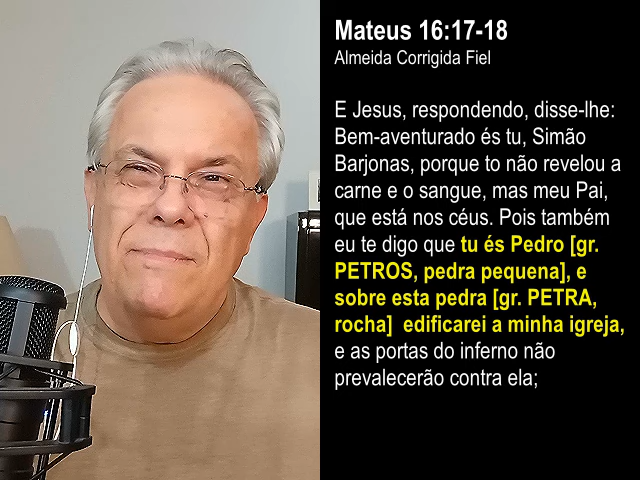 Mateus 16:17-18
Almeida Corrigida Fiel
E Jesus, respondendo, disse-lhe:
Bem-aventurado és tu, Simão
Barjonas, porque to não revelou a
carne e o sangue, mas meu Pai,
que está nos céus. Pois também
eu te digo que tu és Pedro [gr.
PETROS, pedra pequena], e
sobre esta pedra [gr. PETRA,
rocha]  edificarei a minha igreja,
e as portas do inferno não
prevalecerão contra ela;